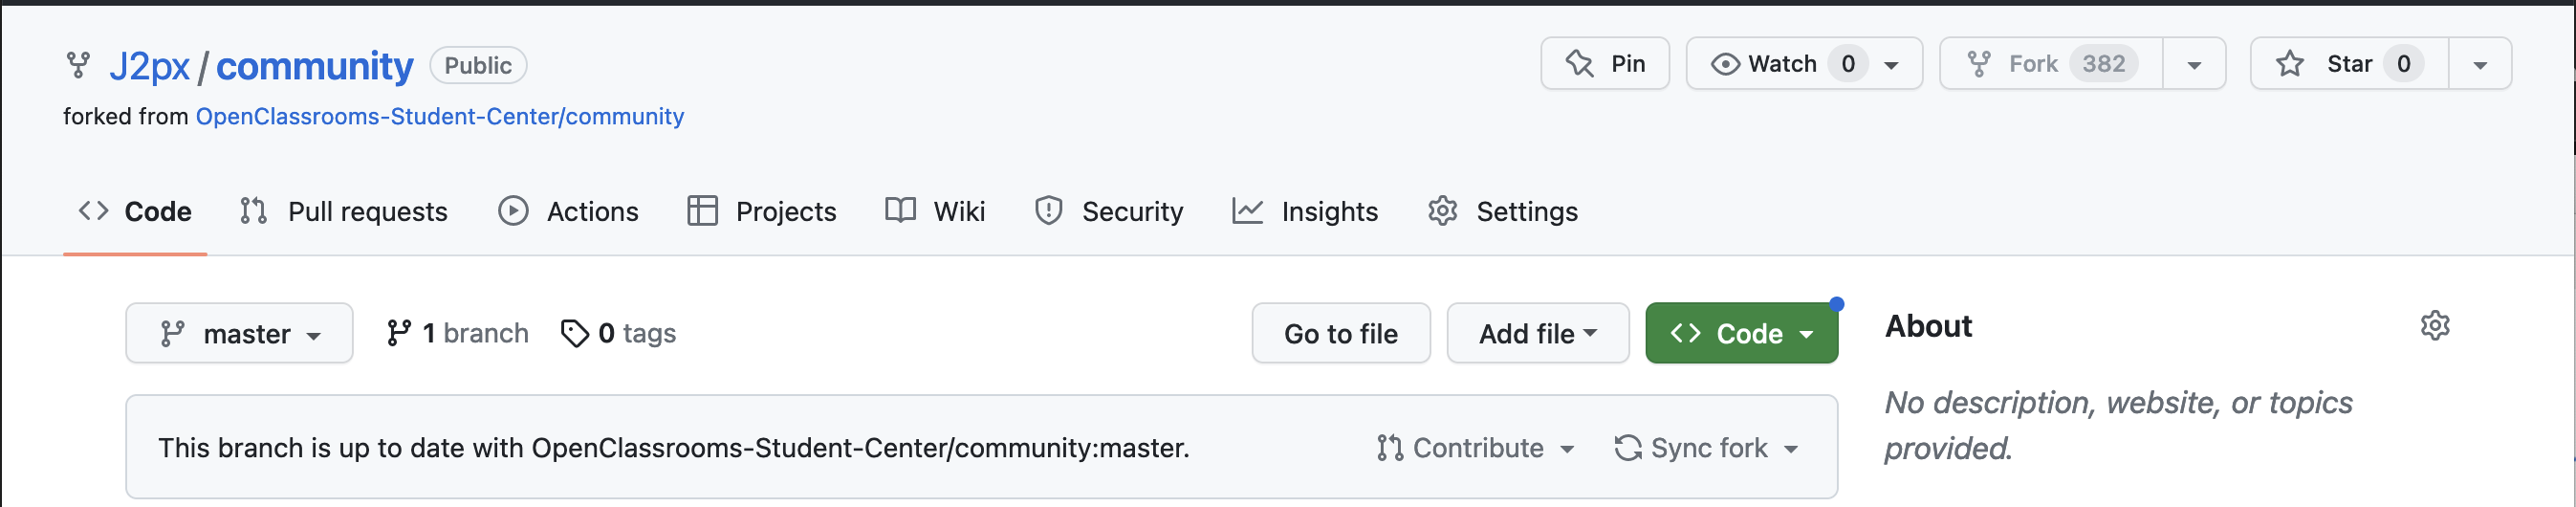 J2px / community Public Pin Watch 0 Fork 382 Star 0
forked from OpenClassrooms-Student-Center/community
Code Pull requests Actions Projects Wiki Security Insights Settings
master 1 branch 0 tags Go to file Add file Code
About
No description, website, or topics
provided.
This branch is up to date with OpenClassrooms-Student-Center/community:master. Contribute Sync fork